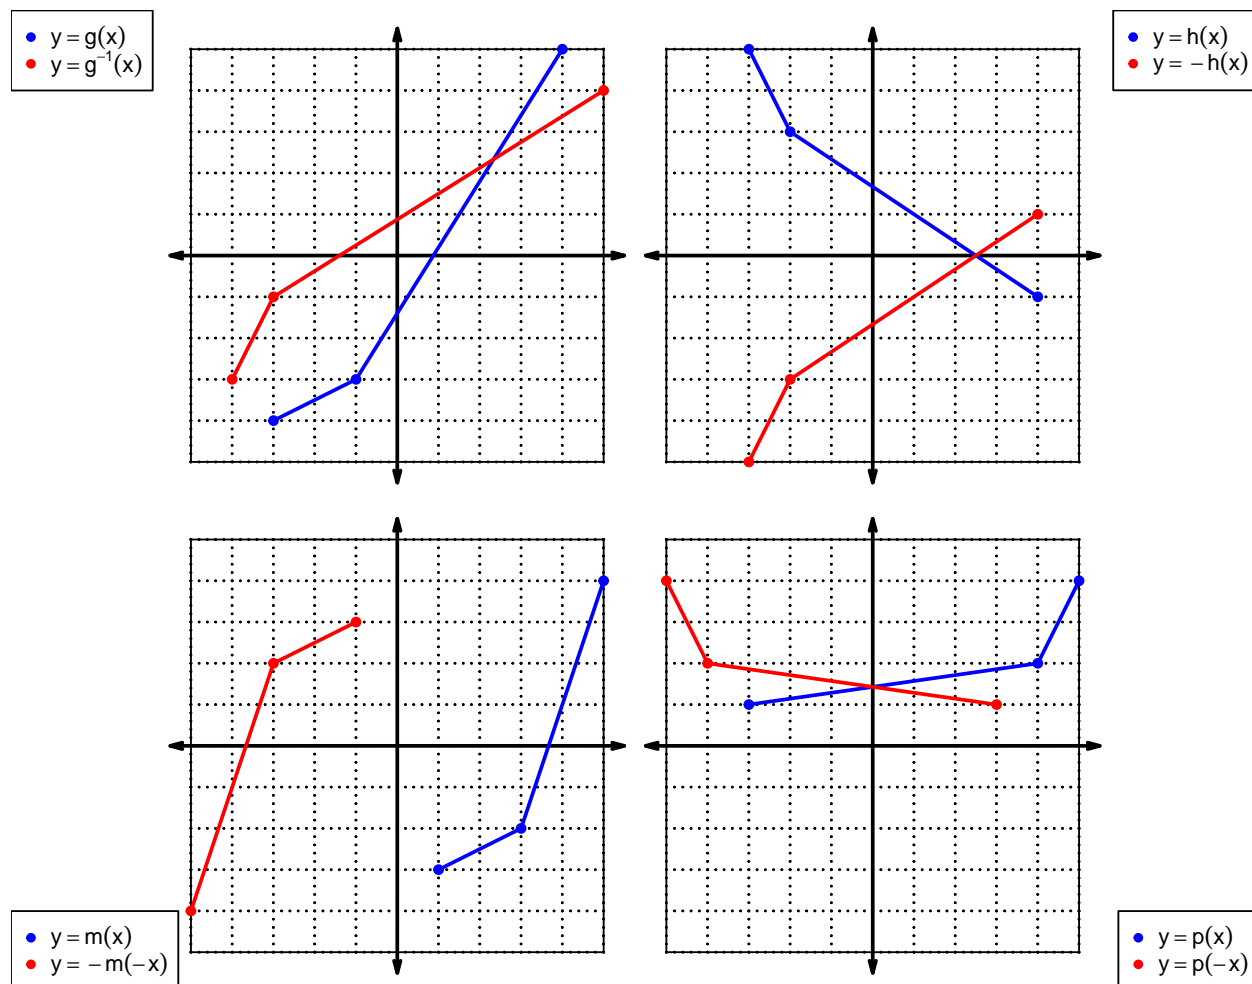 y = g(x)
y = g⁻¹(x)
y = h(x)
y = −h(x)
y = m(x)
y = −m(−x)
y = p(x)
y = p(−x)